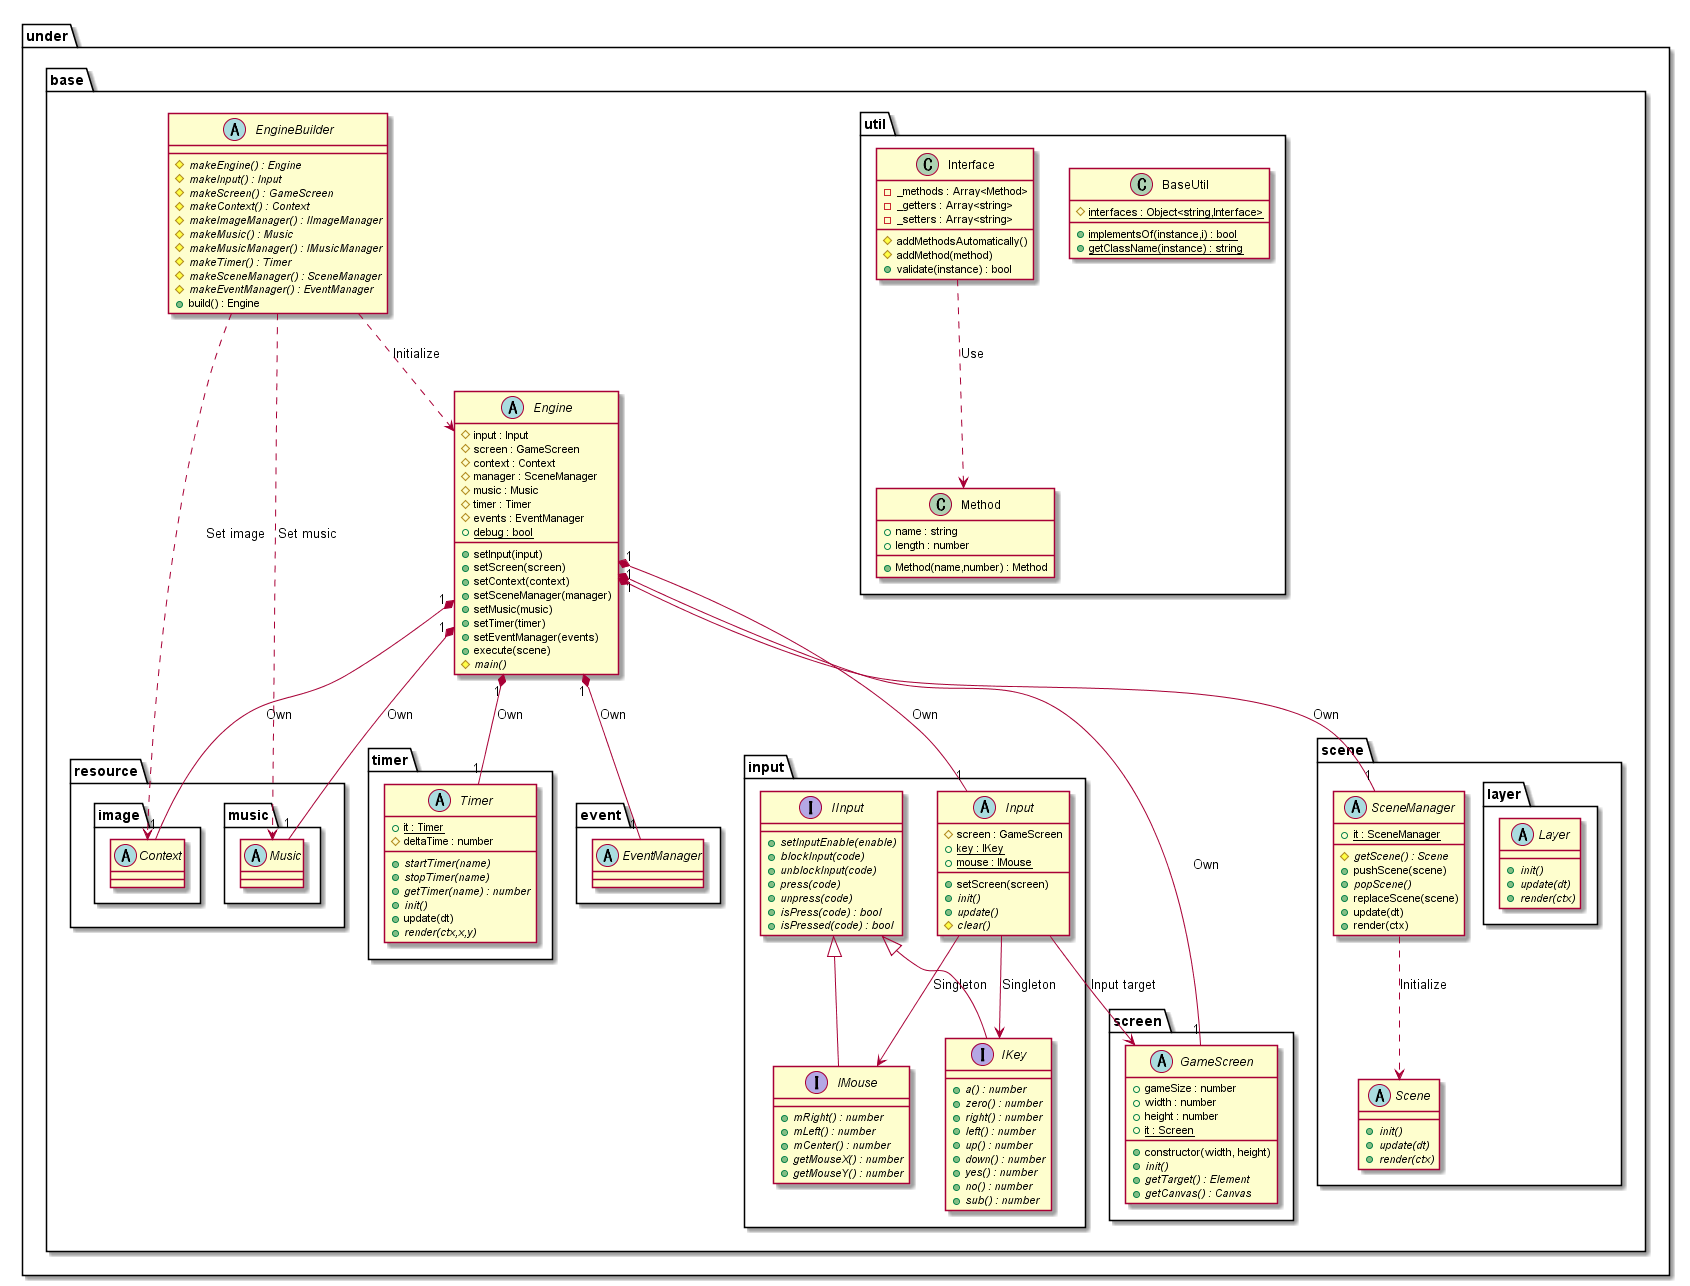 under
base
A EngineBuilder
makeEngine() : Engine
makeInput() : Input
makeScreen() : GameScreen
makeContext() : Context
makeImageManager() : IImageManager
makeMusic() : Music
makeMusicManager() : IMusicManager
makeTimer() : Timer
makeSceneManager() : SceneManager
makeEventManager() : EventManager
build() : Engine
util
C Interface
_methods : Array<Method>
_getters : Array<string>
_setters : Array<string>
addMethodsAutomatically()
addMethod(method)
validate(instance) : bool
C BaseUtil
interfaces : Object<string,Interface>
implementsOf(instance,i) : bool
getClassName(instance) : string
Initialize
Use
A Engine
input : Input
screen : GameScreen
context : Context
manager : SceneManager
music : Music
timer : Timer
events : EventManager
debug : bool
setInput(input)
setScreen(screen)
setContext(context)
setSceneManager(manager)
setMusic(music)
setTimer(timer)
setEventManager(events)
execute(scene)
main()
C Method
name : string
length : number
Method(name,number) : Method
Set image
Set music
1
1
1
1
1
1
1
Own
Own
Own
Own
Own
Own
Own
resource
image
1
A Context
music
1
A Music
timer
1
A Timer
it : Timer
deltaTime : number
startTimer(name)
stopTimer(name)
getTimer(name) : number
init()
update(dt)
render(ctx,x,y)
event
1
A EventManager
input
I IInput
setInputEnable(enable)
blockInput(code)
unblockInput(code)
press(code)
unpress(code)
isPress(code) : bool
isPressed(code) : bool
1
A Input
screen : GameScreen
key : IKey
mouse : IMouse
setScreen(screen)
init()
update()
clear()
Singleton
Singleton
Input target
I IMouse
mRight() : number
mLeft() : number
mCenter() : number
getMouseX() : number
getMouseY() : number
I IKey
a() : number
zero() : number
right() : number
left() : number
up() : number
down() : number
yes() : number
no() : number
sub() : number
screen
1
A GameScreen
gameSize : number
width : number
height : number
it : Screen
constructor(width, height)
init()
getTarget() : Element
getCanvas() : Canvas
scene
1
A SceneManager
it : SceneManager
getScene() : Scene
pushScene(scene)
popScene()
replaceScene(scene)
update(dt)
render(ctx)
layer
A Layer
init()
update(dt)
render(ctx)
Initialize
A Scene
init()
update(dt)
render(ctx)